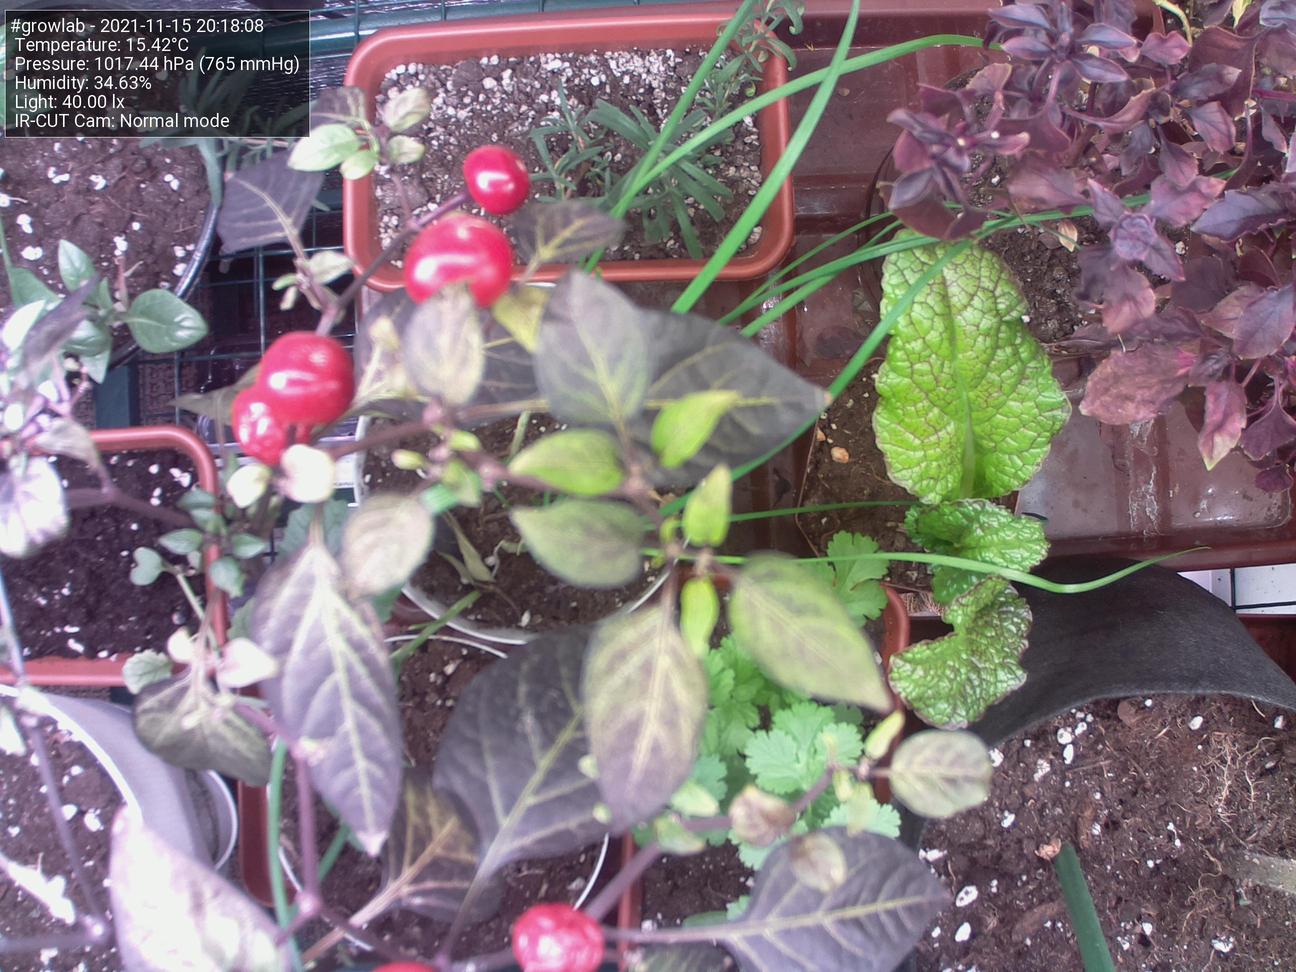 #growlab - 2021-11-15 20:18:08
Temperature: 15.42°C
Pressure: 1017.44 hPa (765 mmHg)
Humidity: 34.63%
Light: 40.00 lx
IR-CUT Cam: Normal mode